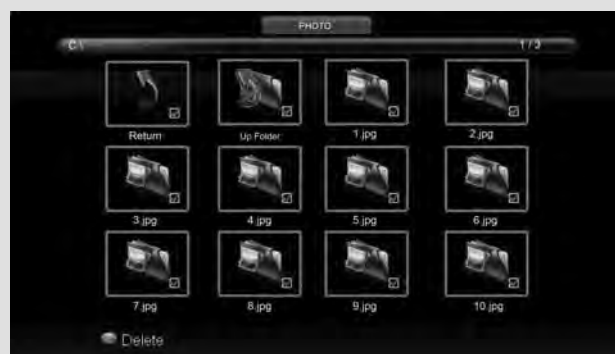 PHOTO
C:\ 1 / 3
Return Up Folder 1.jpg 2.jpg
3.jpg 4.jpg 5.jpg 6.jpg
7.jpg 8.jpg 9.jpg 10.jpg
Delete